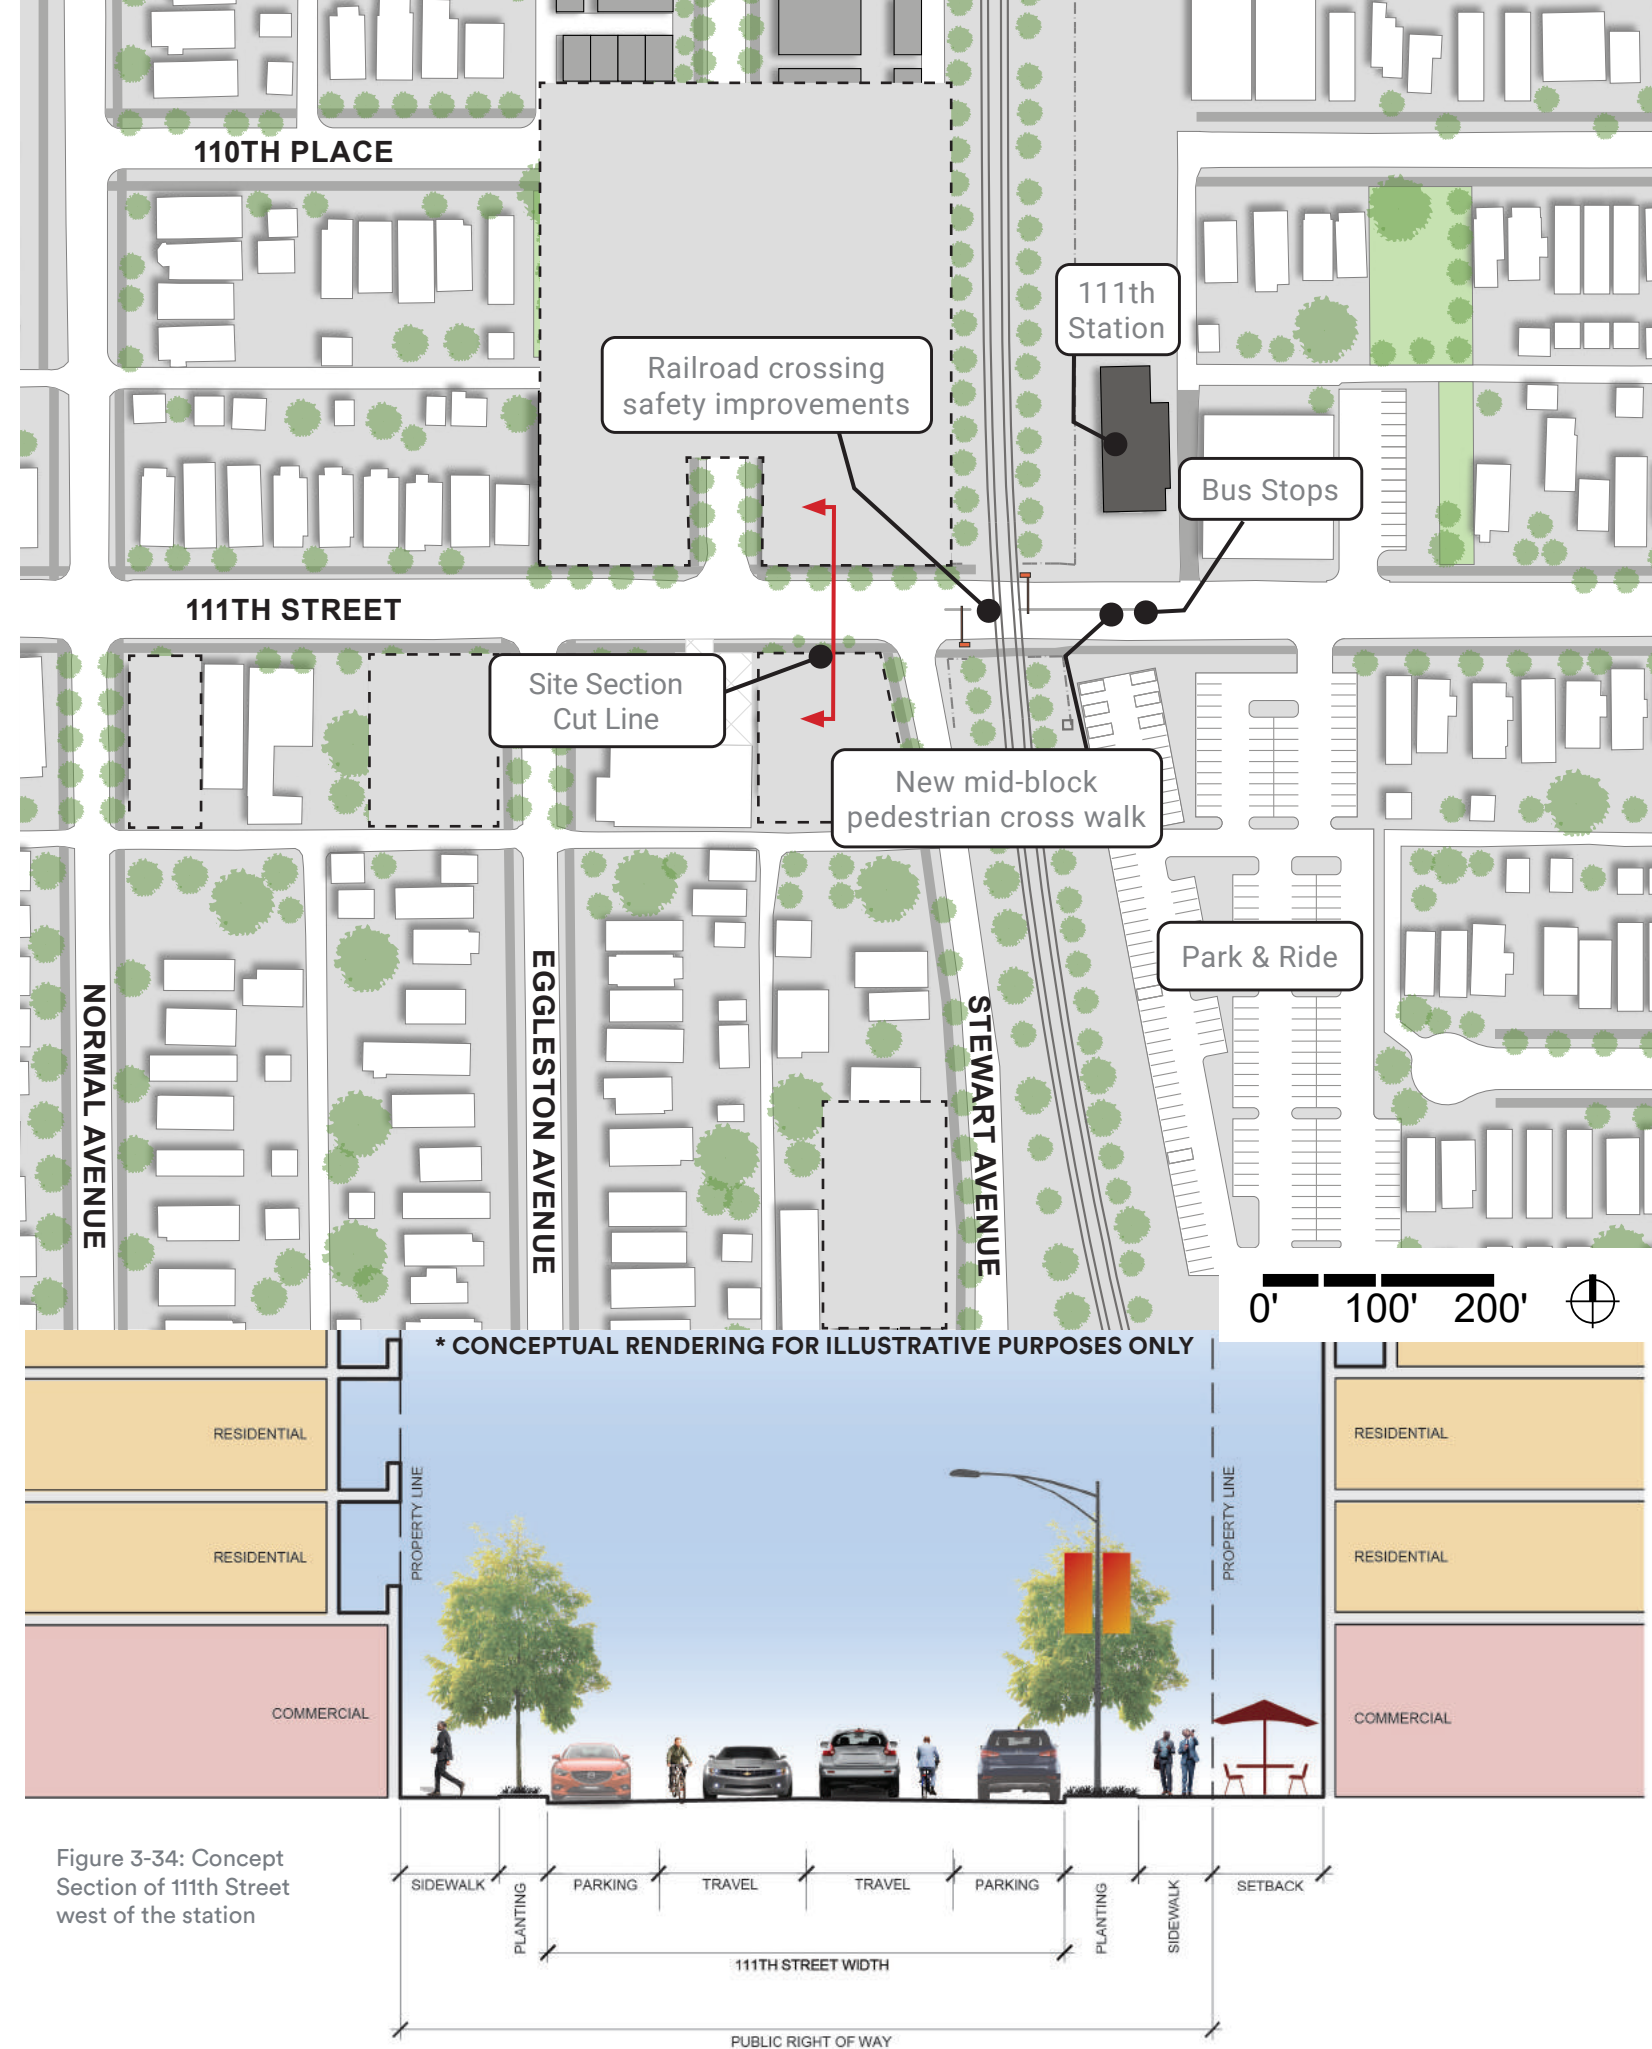 110TH PLACE
111th
Station
Railroad crossing
safety improvements
Bus Stops
111TH STREET
Site Section
Cut Line
New mid-block
pedestrian cross walk
Park & Ride
NORMAL AVENUE
EGGLESTON AVENUE
STEWART AVENUE
0' 100' 200'
* CONCEPTUAL RENDERING FOR ILLUSTRATIVE PURPOSES ONLY
RESIDENTIAL
RESIDENTIAL
PROPERTY LINE
PROPERTY LINE
RESIDENTIAL
RESIDENTIAL
COMMERCIAL
COMMERCIAL
Figure 3-34: Concept
Section of 111th Street
west of the station
SIDEWALK
PLANTING
PARKING
TRAVEL
TRAVEL
PARKING
PLANTING
SIDEWALK
SETBACK
111TH STREET WIDTH
PUBLIC RIGHT OF WAY